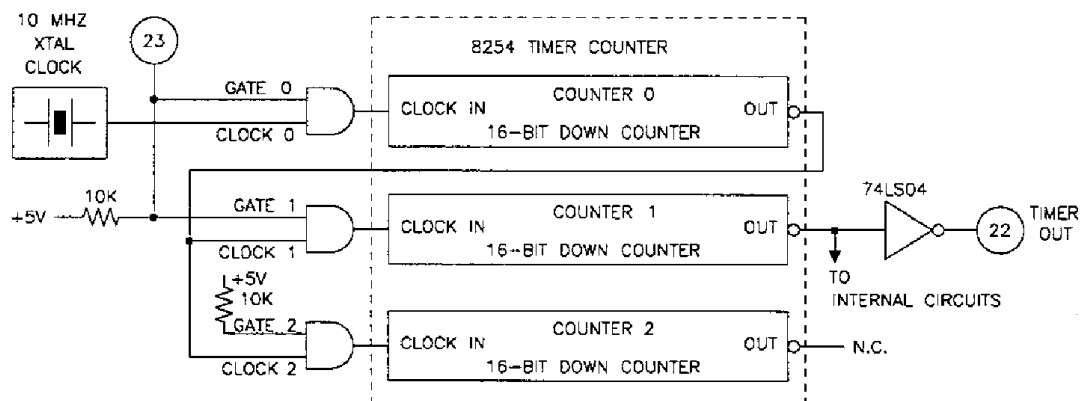 10 MHZ
XTAL
CLOCK
23
8254 TIMER COUNTER
GATE 0
CLOCK 0
CLOCK IN
COUNTER 0
16-BIT DOWN COUNTER
OUT
+5V
10K
GATE 1
CLOCK 1
CLOCK IN
COUNTER 1
16-BIT DOWN COUNTER
OUT
74LS04
22
TIMER
OUT
TO
INTERNAL CIRCUITS
+5V
10K
GATE 2
CLOCK 2
CLOCK IN
COUNTER 2
16-BIT DOWN COUNTER
OUT
N.C.